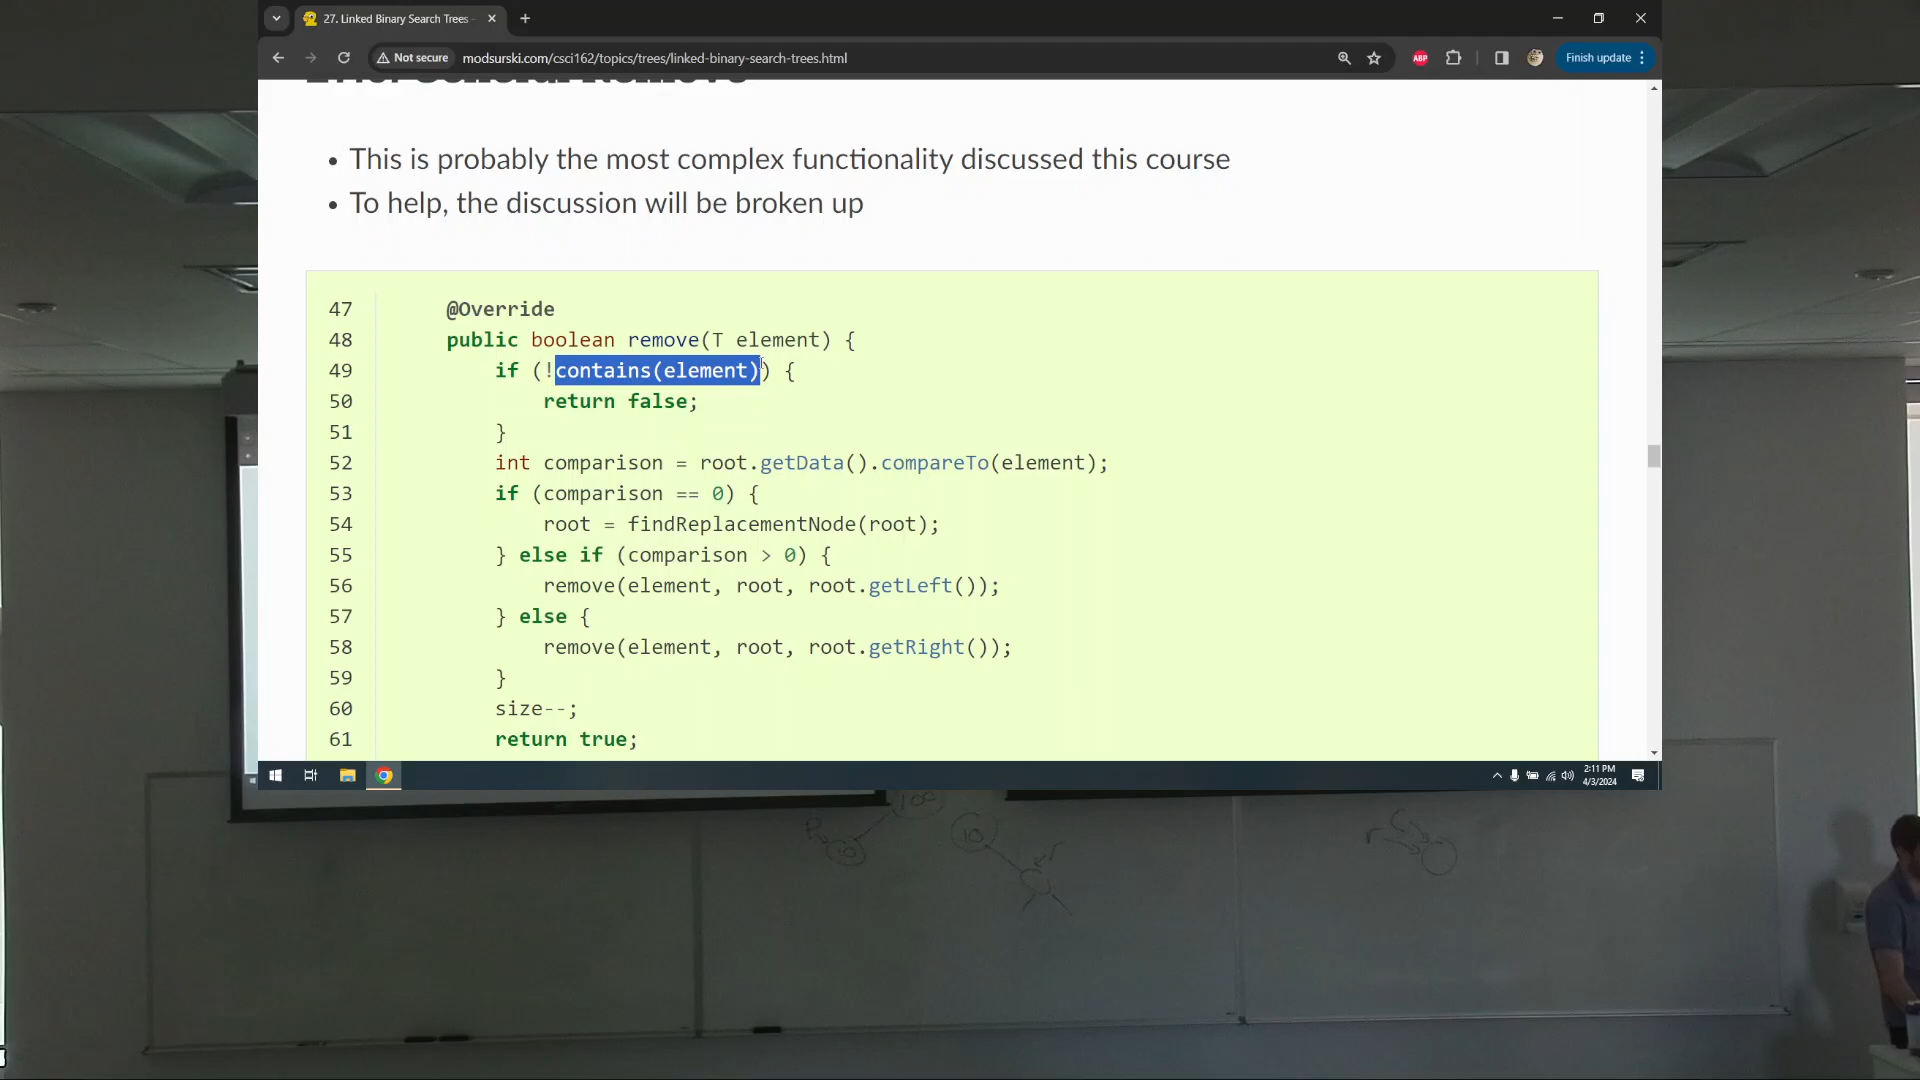 27. Linked Binary Search Trees -
Not secure
modsurski.com/csci162/topics/trees/linked-binary-search-trees.html
ABP
Finish update
• This is probably the most complex functionality discussed this course
• To help, the discussion will be broken up
47 @Override
48 public boolean remove(T element) {
49 if (!contains(element)) {
50 return false;
51 }
52 int comparison = root.getData().compareTo(element);
53 if (comparison == 0) {
54 root = findReplacementNode(root);
55 } else if (comparison > 0) {
56 remove(element, root, root.getLeft());
57 } else {
58 remove(element, root, root.getRight());
59 }
60 size--;
61 return true;
2:11 PM
4/3/2024
100
10